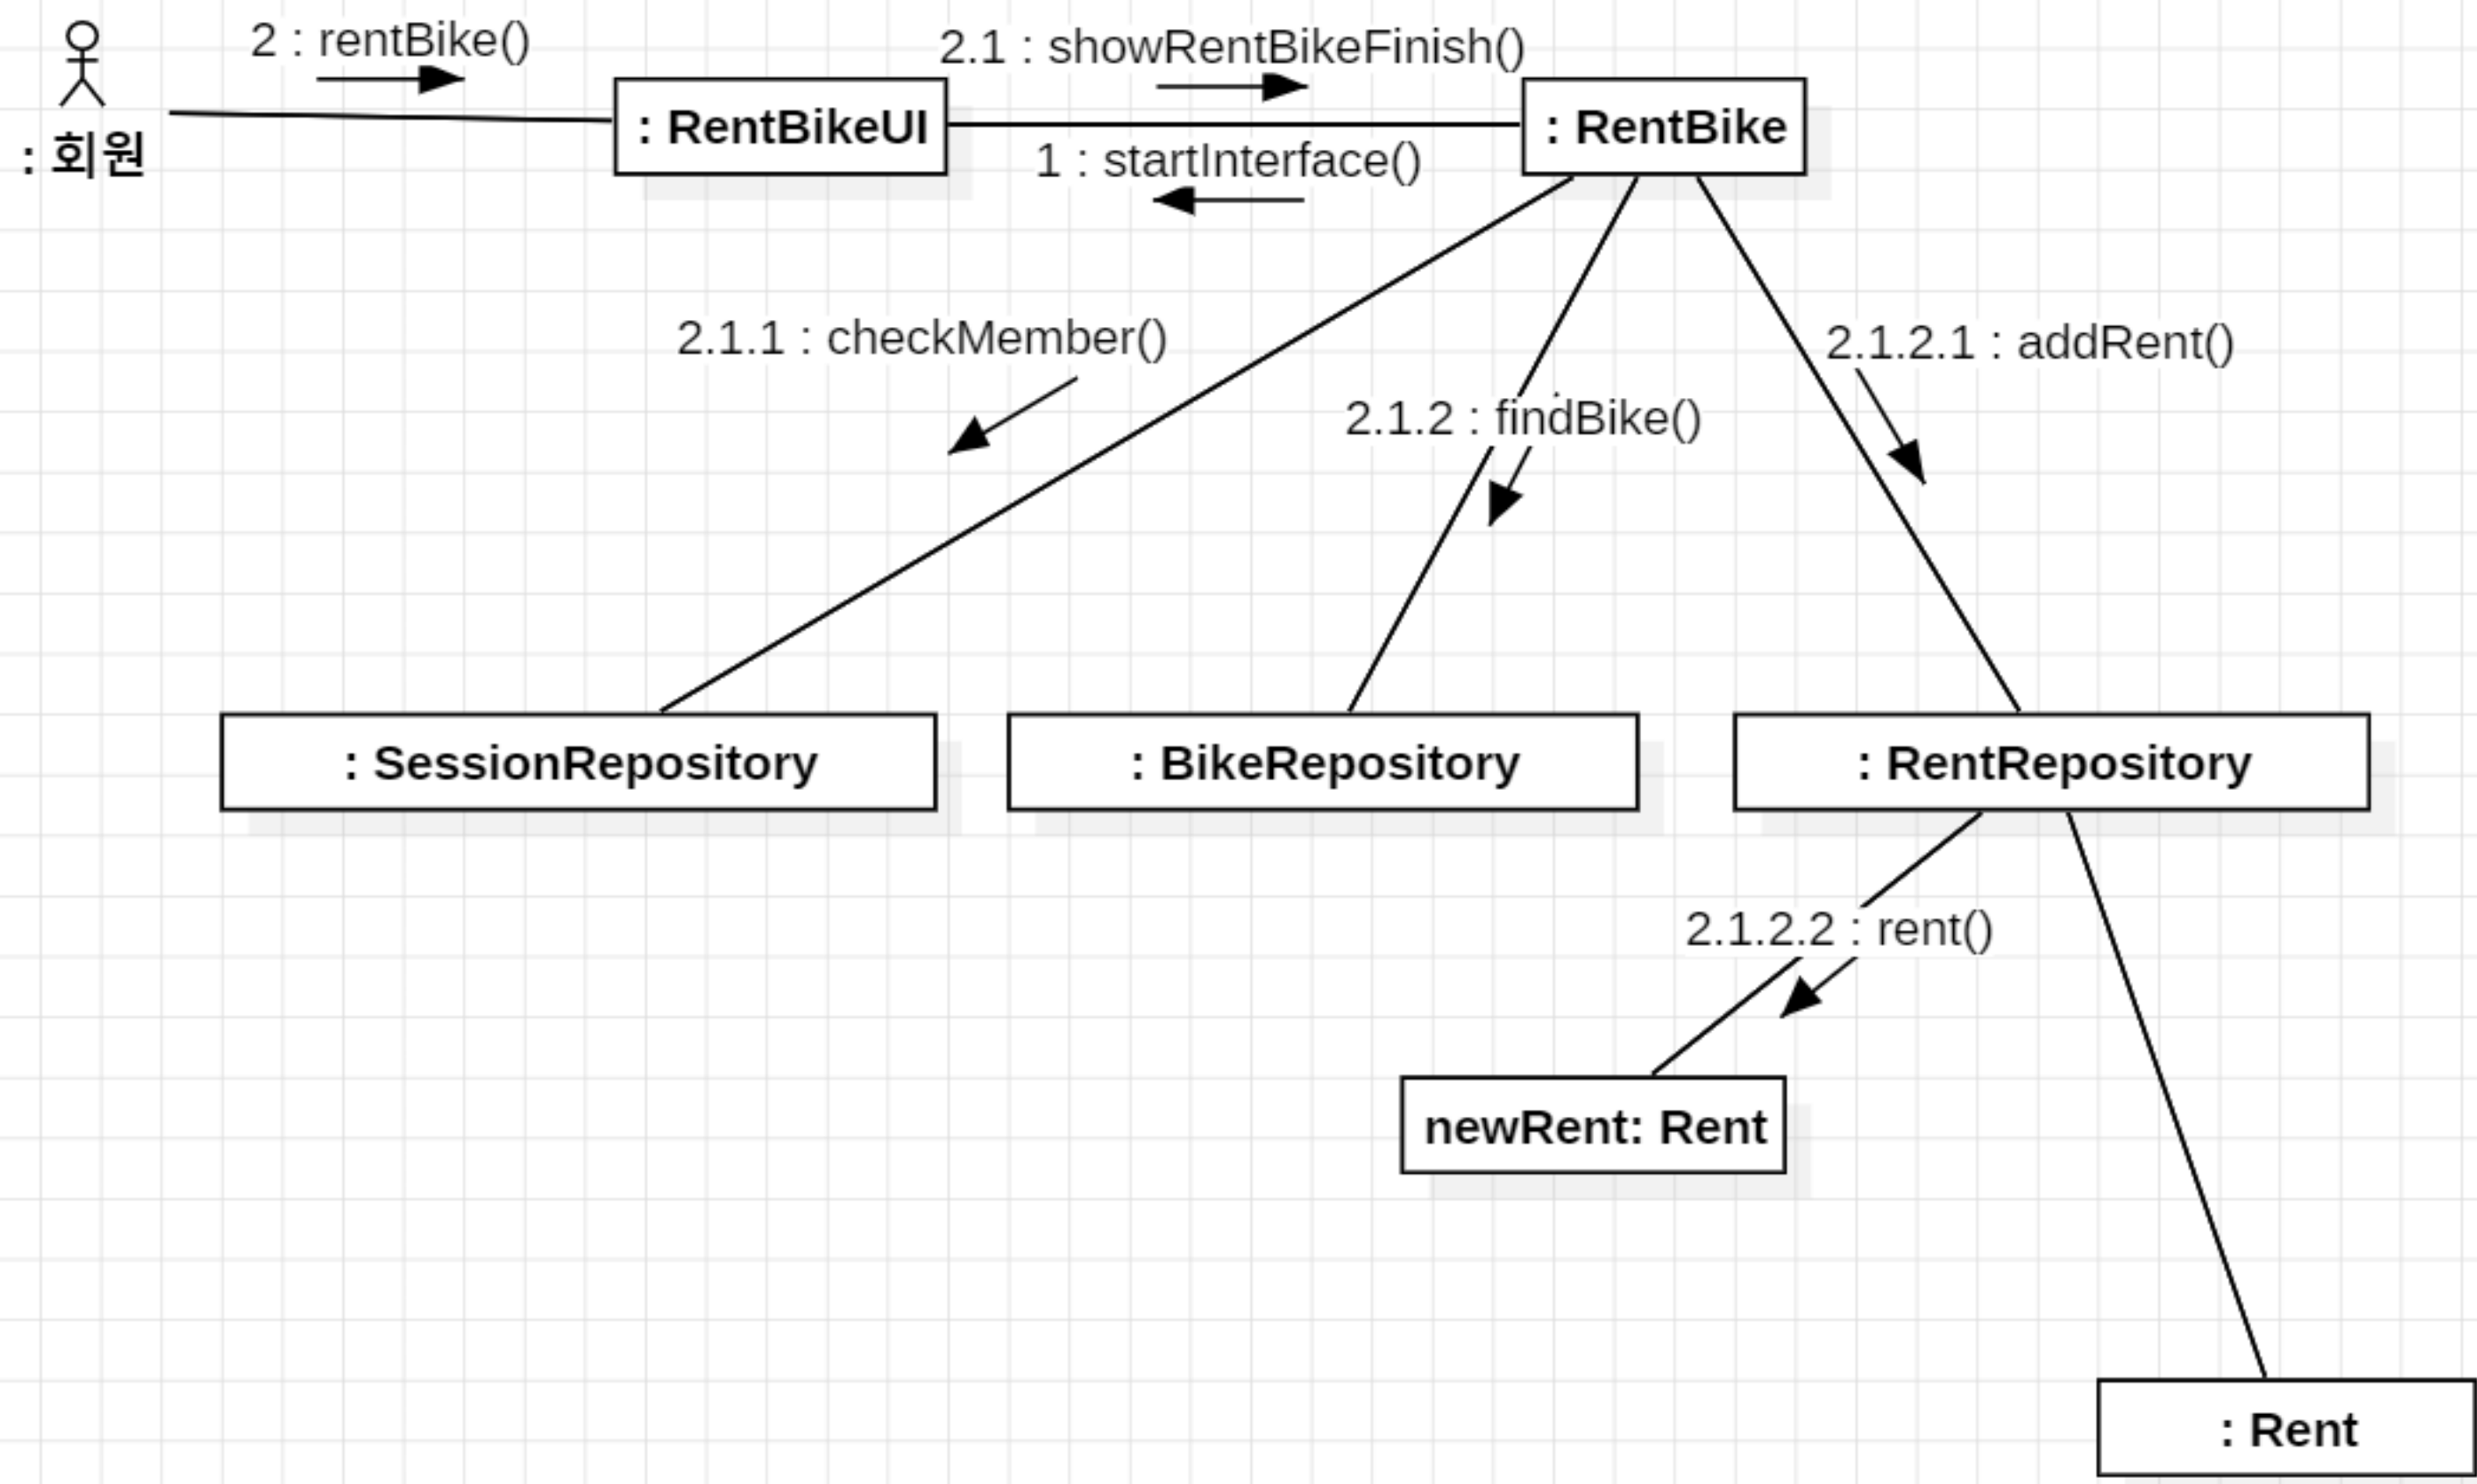 2 : rentBike()
2.1 : showRentBikeFinish()
: RentBikeUI
: RentBike
: 회원
1 : startInterface()
2.1.1 : checkMember()
2.1.2.1 : addRent()
2.1.2 : findBike()
: SessionRepository
: BikeRepository
: RentRepository
2.1.2.2 : rent()
newRent: Rent
: Rent